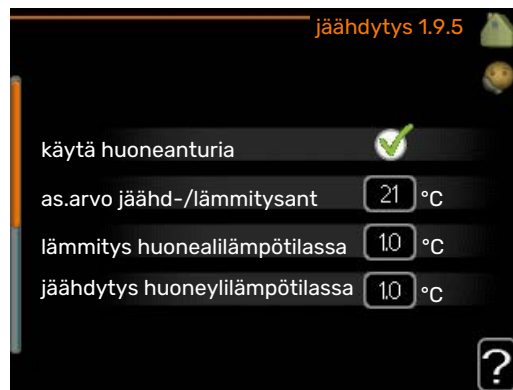 jäähdytys 1.9.5
käytä huoneanturia
as.arvo jäähd-/lämmitysant 21 °C
lämmitys huonealilämpötilassa 1.0 °C
jäähdytys huoneylilämpötilassa 1.0 °C
?